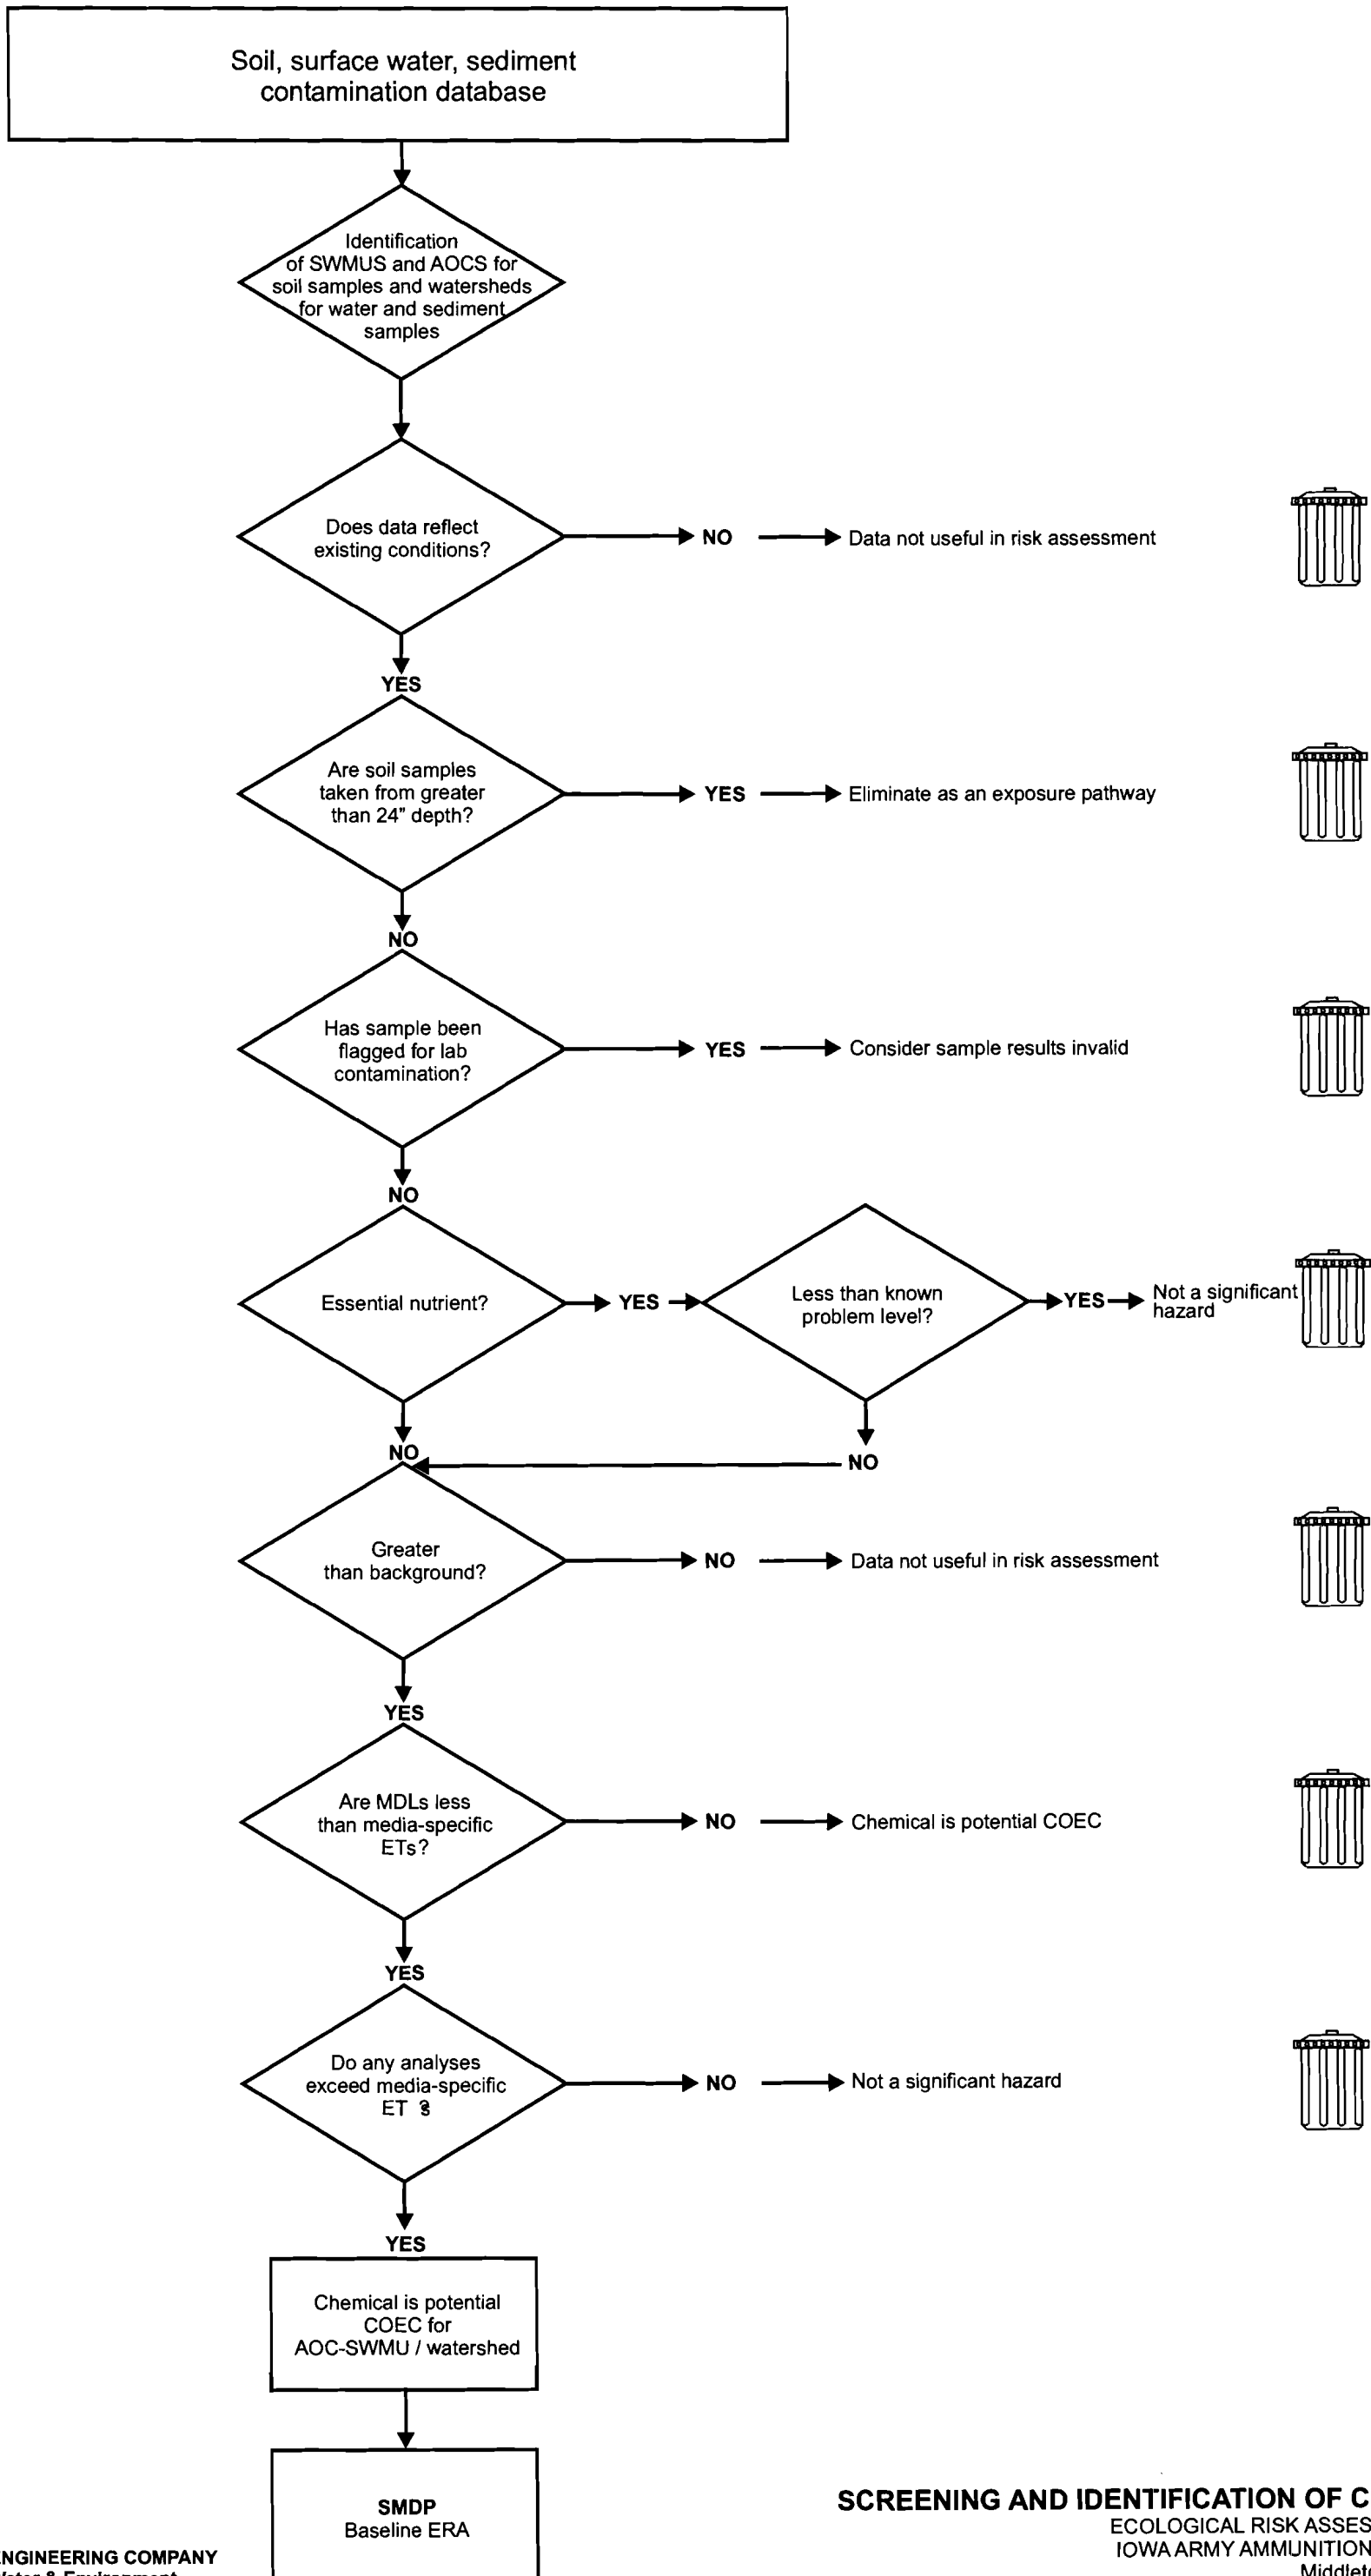 Soil, surface water, sediment
contamination database
Identification
of SWMUS and AOCS for
soil samples and watersheds
for water and sediment
samples
Does data reflect
existing conditions?
NO
Data not useful in risk assessment
YES
Are soil samples
taken from greater
than 24" depth?
YES
Eliminate as an exposure pathway
NO
Has sample been
flagged for lab
contamination?
YES
Consider sample results invalid
NO
Essential nutrient?
YES
Less than known
problem level?
YES
Not a significant
hazard
NO
NO
Greater
than background?
NO
Data not useful in risk assessment
YES
Are MDLs less
than media-specific
ETs?
NO
Chemical is potential COEC
YES
Do any analyses
exceed media-specific
ET s?
NO
Not a significant hazard
YES
Chemical is potential
COEC for
AOC-SWMU / watershed
SMDP
Baseline ERA
SCREENING AND IDENTIFICATION OF C
ECOLOGICAL RISK ASSES
IOWA ARMY AMMUNITION
Middlet
NGINEERING COMPANY
Water & Environment